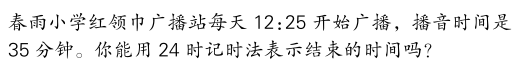 春雨小学红领巾广播站每天 12:25 开始广播，播音时间是
35 分钟。你能用 24 时记时法表示结束的时间吗？